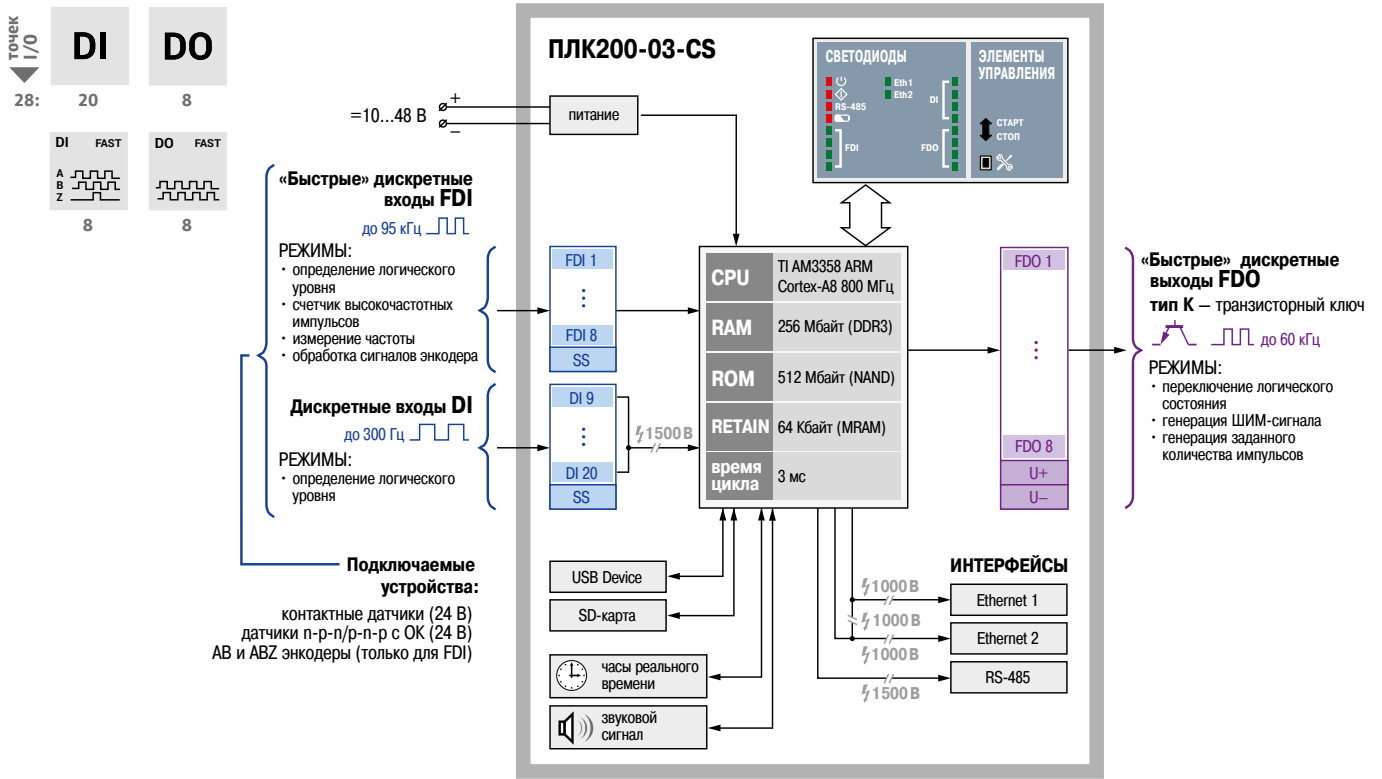 точек
I/O
DI
DO
28:
20
8
DI FAST
A
B
Z
DO FAST
8
8
ПЛК200-03-CS
=10...48 В
+
–
питание
СВЕТОДИОДЫ
RS-485
FDI
Eth1
Eth2
DI
FDO
ЭЛЕМЕНТЫ
УПРАВЛЕНИЯ
СТАРТ
СТОП
«Быстрые» дискретные
входы FDI
до 95 кГц
РЕЖИМЫ:
· определение логического
уровня
· счетчик высокочастотных
импульсов
· измерение частоты
· обработка сигналов энкодера
Дискретные входы DI
до 300 Гц
РЕЖИМЫ:
· определение логического
уровня
Подключаемые
устройства:
контактные датчики (24 В)
датчики n-p-n/p-n-p с ОК (24 В)
AB и ABZ энкодеры (только для FDI)
FDI 1
FDI 8
SS
DI 9
DI 20
SS
1500 В
CPU
TI AM3358 ARM
Cortex-A8 800 МГц
RAM
256 Мбайт (DDR3)
ROM
512 Мбайт (NAND)
RETAIN
64 Кбайт (MRAM)
время
цикла
3 мс
FDO 1
FDO 8
U+
U–
«Быстрые» дискретные
выходы FDO
тип К – транзисторный ключ
до 60 кГц
РЕЖИМЫ:
· переключение логического
состояния
· генерация ШИМ-сигнала
· генерация заданного
количества импульсов
USB Device
SD-карта
часы реального
времени
звуковой
сигнал
ИНТЕРФЕЙСЫ
1000 В
Ethernet 1
1000 В
Ethernet 2
1000 В
RS-485
1500 В